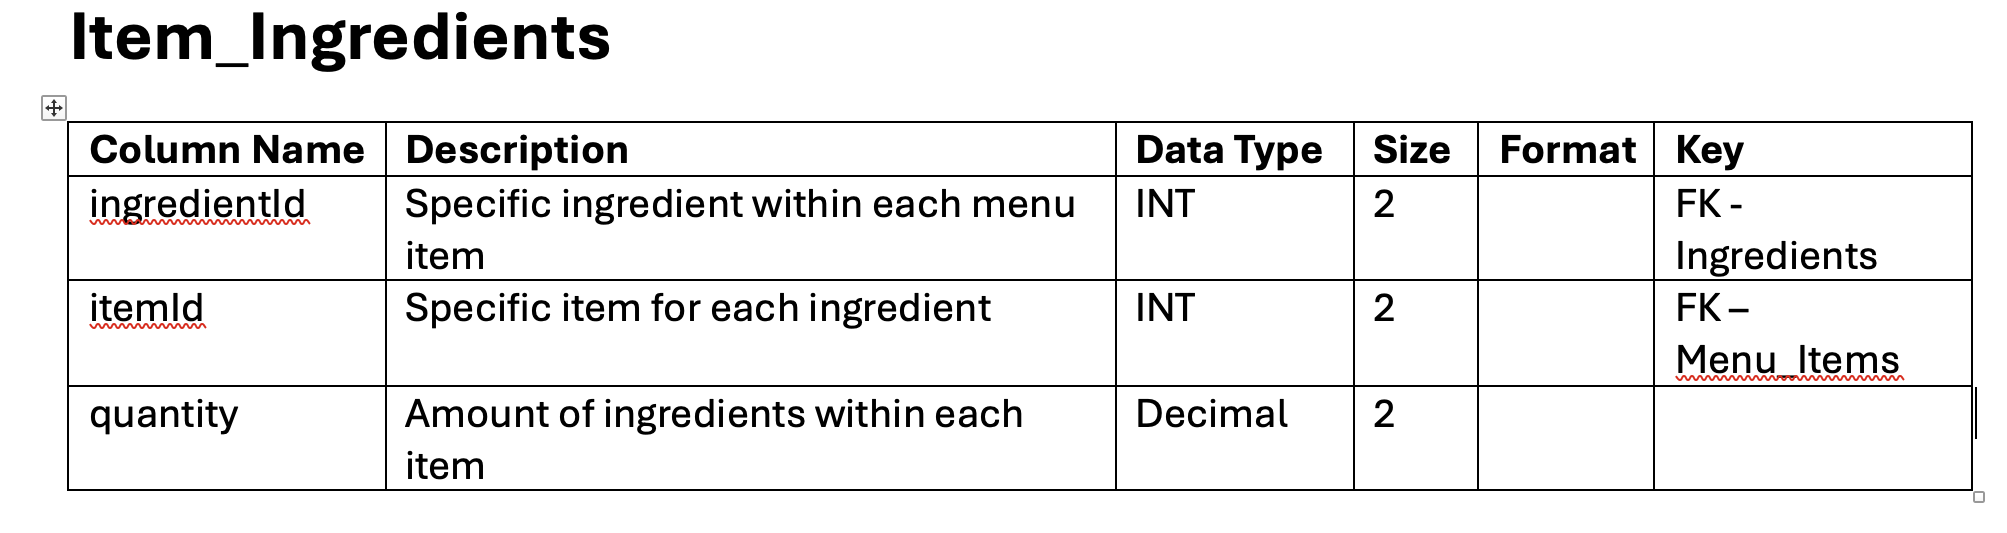 Item_Ingredients
Column Name Description Data Type Size Format Key
ingredientId Specific ingredient within each menu INT 2 FK -
item Ingredients
itemId Specific item for each ingredient INT 2 FK –
Menu_Items
quantity Amount of ingredients within each Decimal 2
item